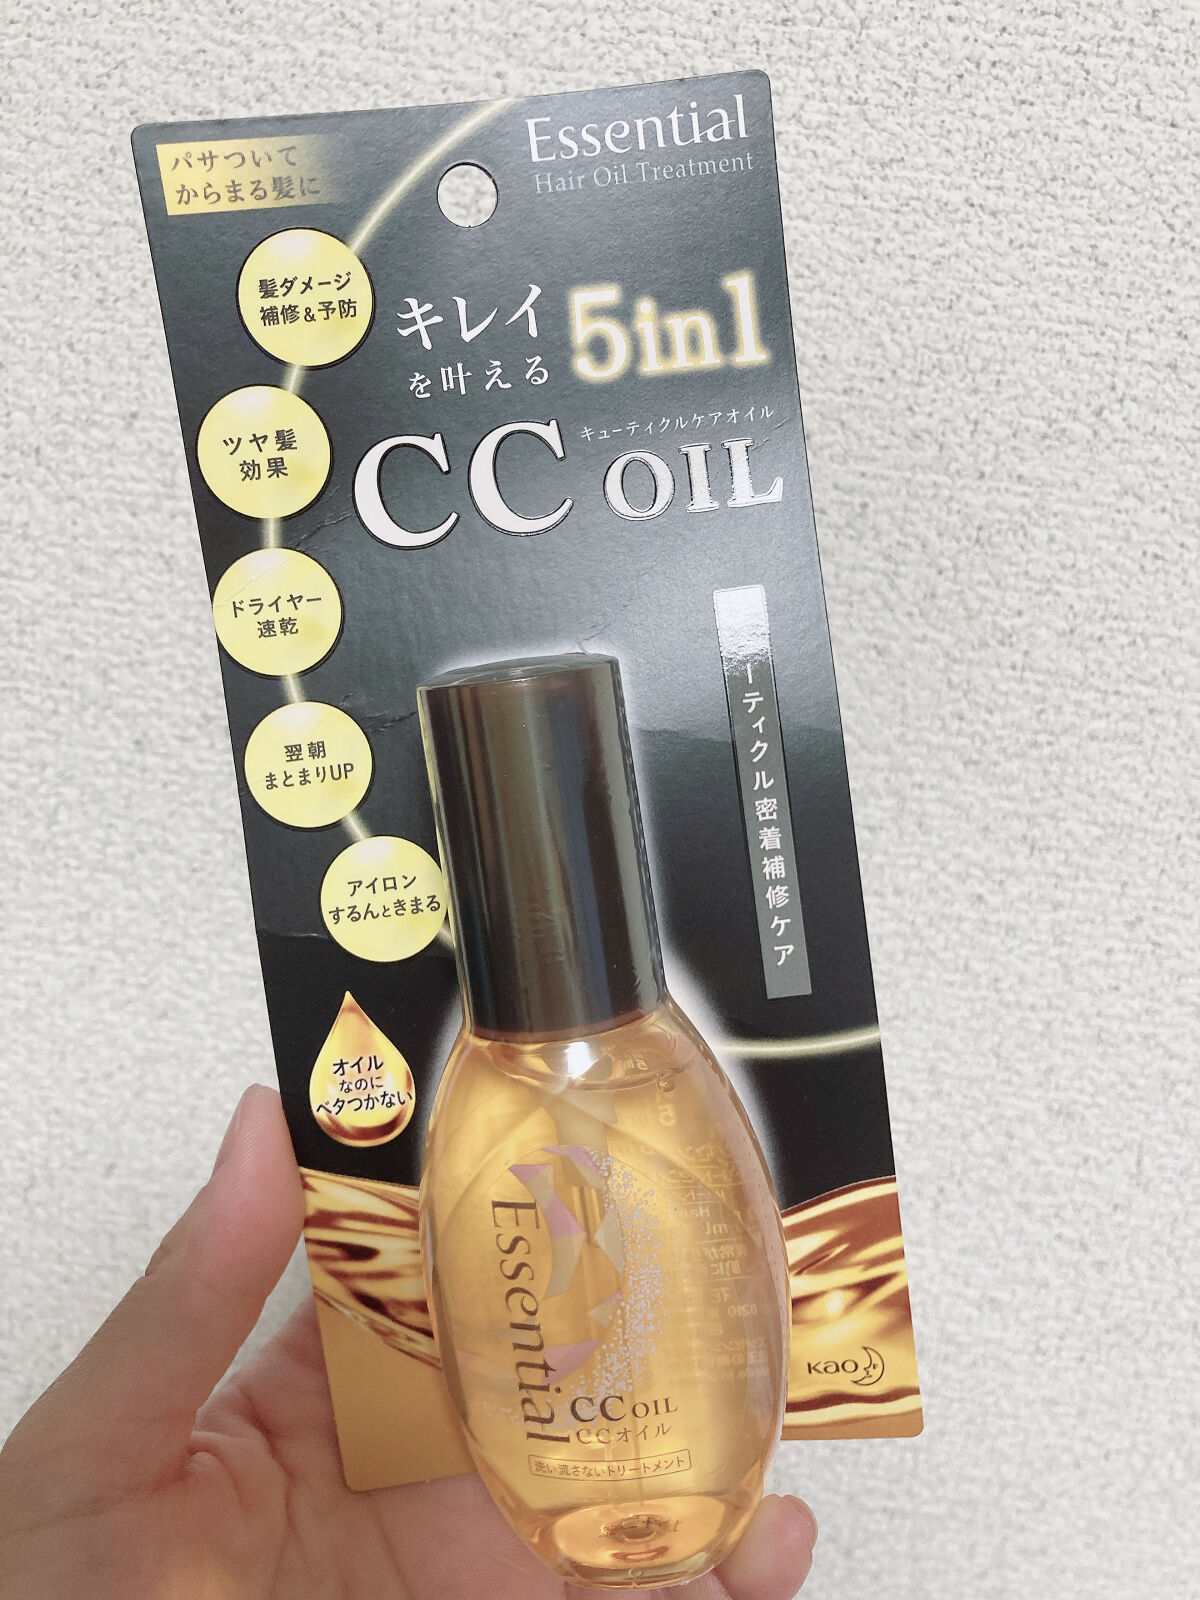 Essential
Hair Oil Treatment
パサついて
からまる髪に
髪ダメージ
補修&予防
キレイ
を叶える
5in1
キューティクルケアオイル
CC OIL
ツヤ髪
効果
ドライヤー
速乾
翌朝
まとまりUP
アイロン
するんときまる
ーティクル密着補修ケア
オイル
なのに
ベタつかない
Essential
CC OIL
CCオイル
洗い流さないトリートメント
Kao